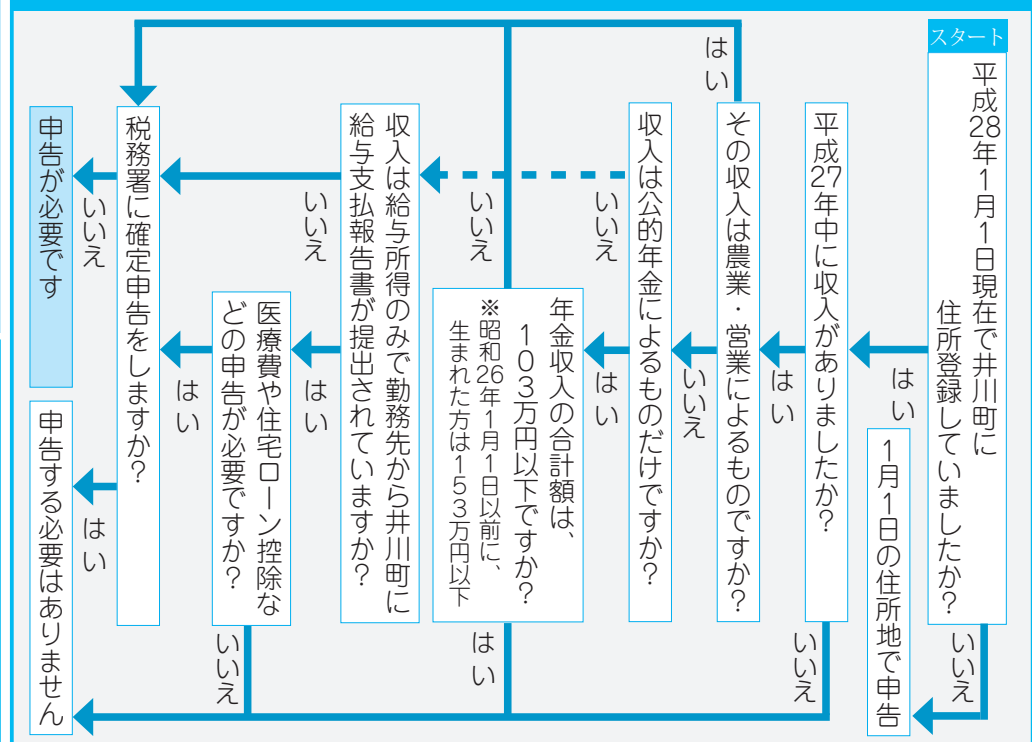 スタート
平成28年1月1日現在で井川町に
住所登録していましたか?
いいえ
はい
1月1日の住所地で申告
平成27年中に収入がありましたか?
いいえ
はい
その収入は農業・営業によるものですか?
はい
いいえ
収入は公的年金によるものだけですか?
いいえ
はい
年金収入の合計額は、
103万円以下ですか?
※昭和26年1月1日以前に、
生まれた方は153万円以下
いいえ
はい
収入は給与所得のみで勤務先から井川町に
給与支払報告書が提出されていますか?
いいえ
はい
医療費や住宅ローン控除な
どの申告が必要ですか?
はい
いいえ
税務署に確定申告をしますか?
いいえ
はい
申告が必要です
申告する必要はありません